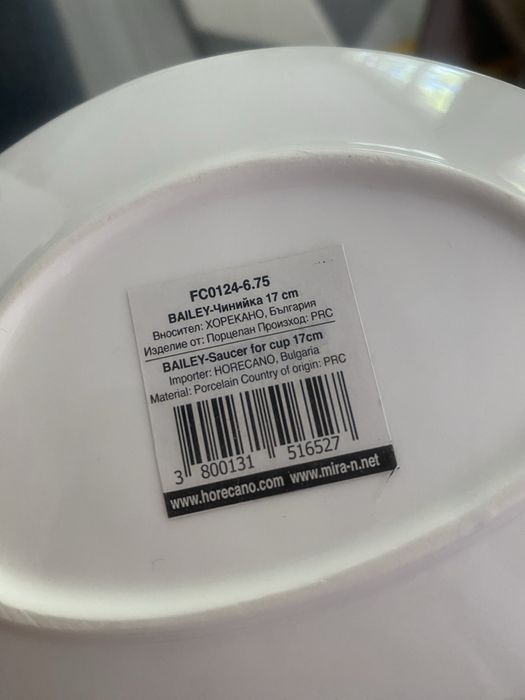 FC0124-6.75
BAILEY-Чинийка 17 cm
Вносител: ХОРЕКАНО, България
Изделие от: Порцелан Произход: PRC
BAILEY-Saucer for cup 17cm
Importer: HORECANO, Bulgaria
Material: Porcelain Country of origin: PRC
3 800131 516527
www.horecano.com www.mira-n.net